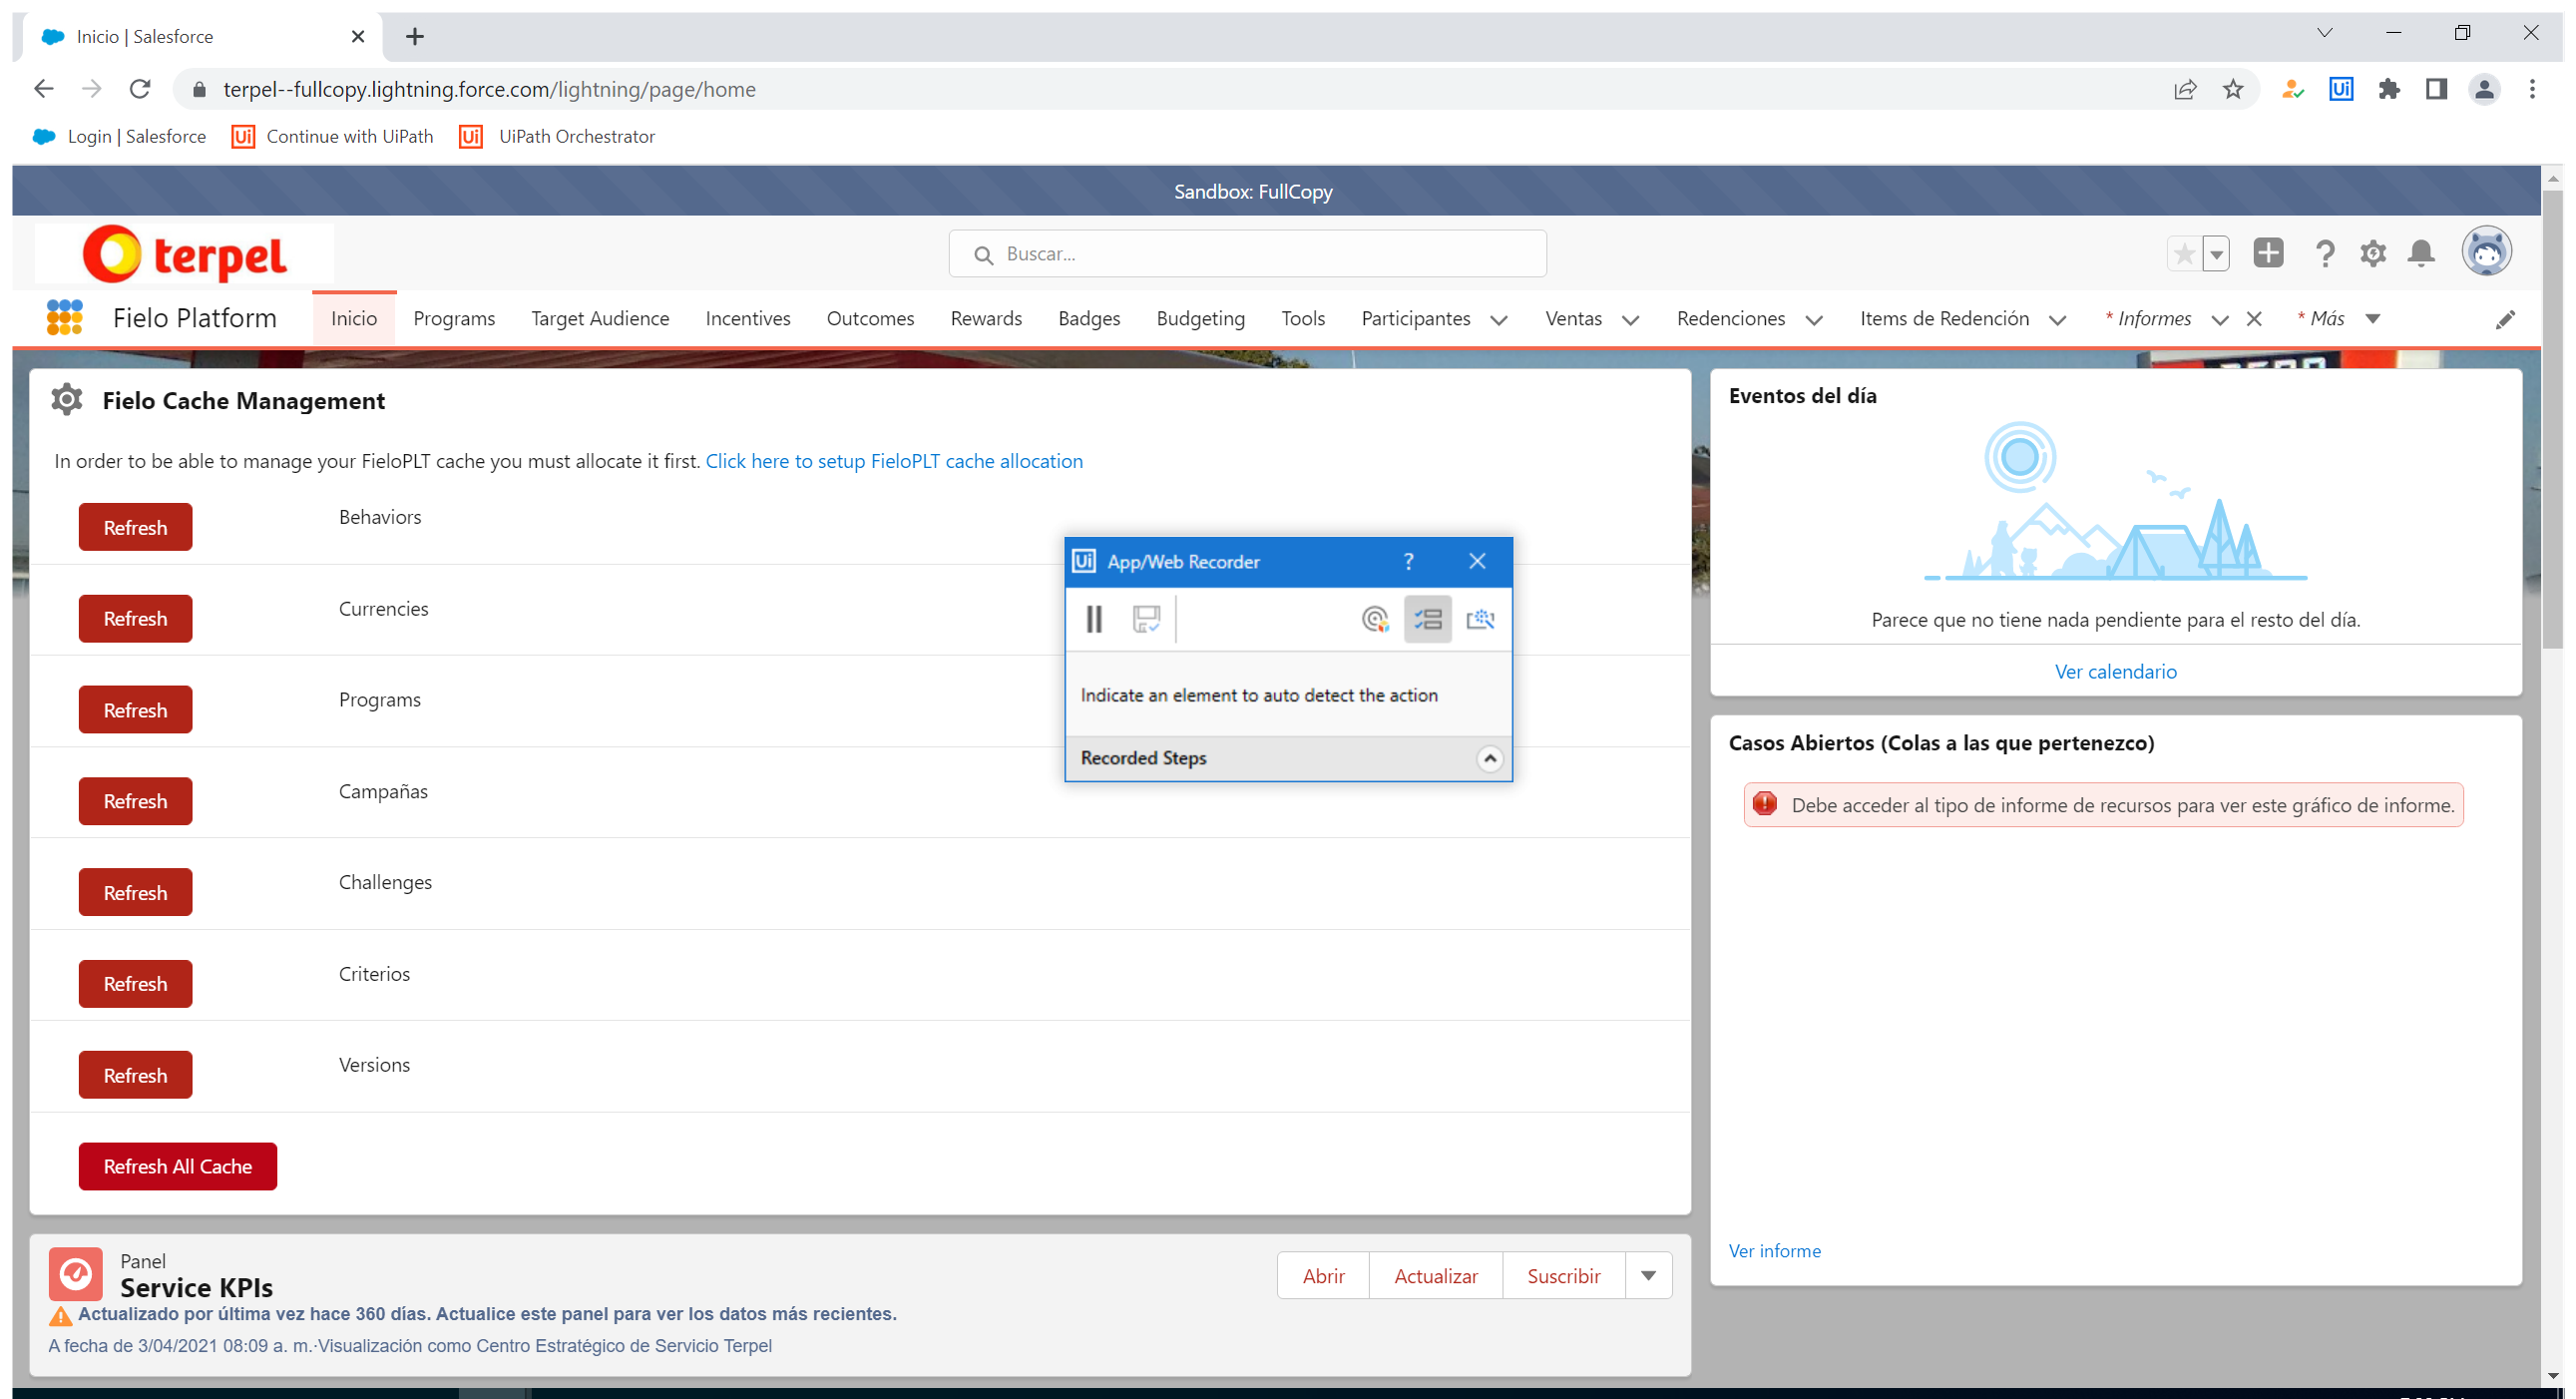 Inicio | Salesforce
terpel--fullcopy.lightning.force.com/lightning/page/home
Login | Salesforce Ui Continue with UiPath Ui UiPath Orchestrator
Sandbox: FullCopy
terpel Buscar...
Fielo Platform Inicio Programs Target Audience Incentives Outcomes Rewards Badges Budgeting Tools Participantes Ventas Redenciones Items de Redención * Informes * Más
Fielo Cache Management
In order to be able to manage your FieloPLT cache you must allocate it first. Click here to setup FieloPLT cache allocation
Refresh Behaviors
Refresh Currencies
Refresh Programs
Refresh Campañas
Refresh Challenges
Refresh Criterios
Refresh Versions
Refresh All Cache
Ui App/Web Recorder ?
Indicate an element to auto detect the action
Recorded Steps
Eventos del día
Parece que no tiene nada pendiente para el resto del día.
Ver calendario
Casos Abiertos (Colas a las que pertenezco)
Debe acceder al tipo de informe de recursos para ver este gráfico de informe.
Ver informe
Panel
Service KPIs
Abrir Actualizar Suscribir
Actualizado por última vez hace 360 días. Actualice este panel para ver los datos más recientes.
A fecha de 3/04/2021 08:09 a. m.·Visualización como Centro Estratégico de Servicio Terpel